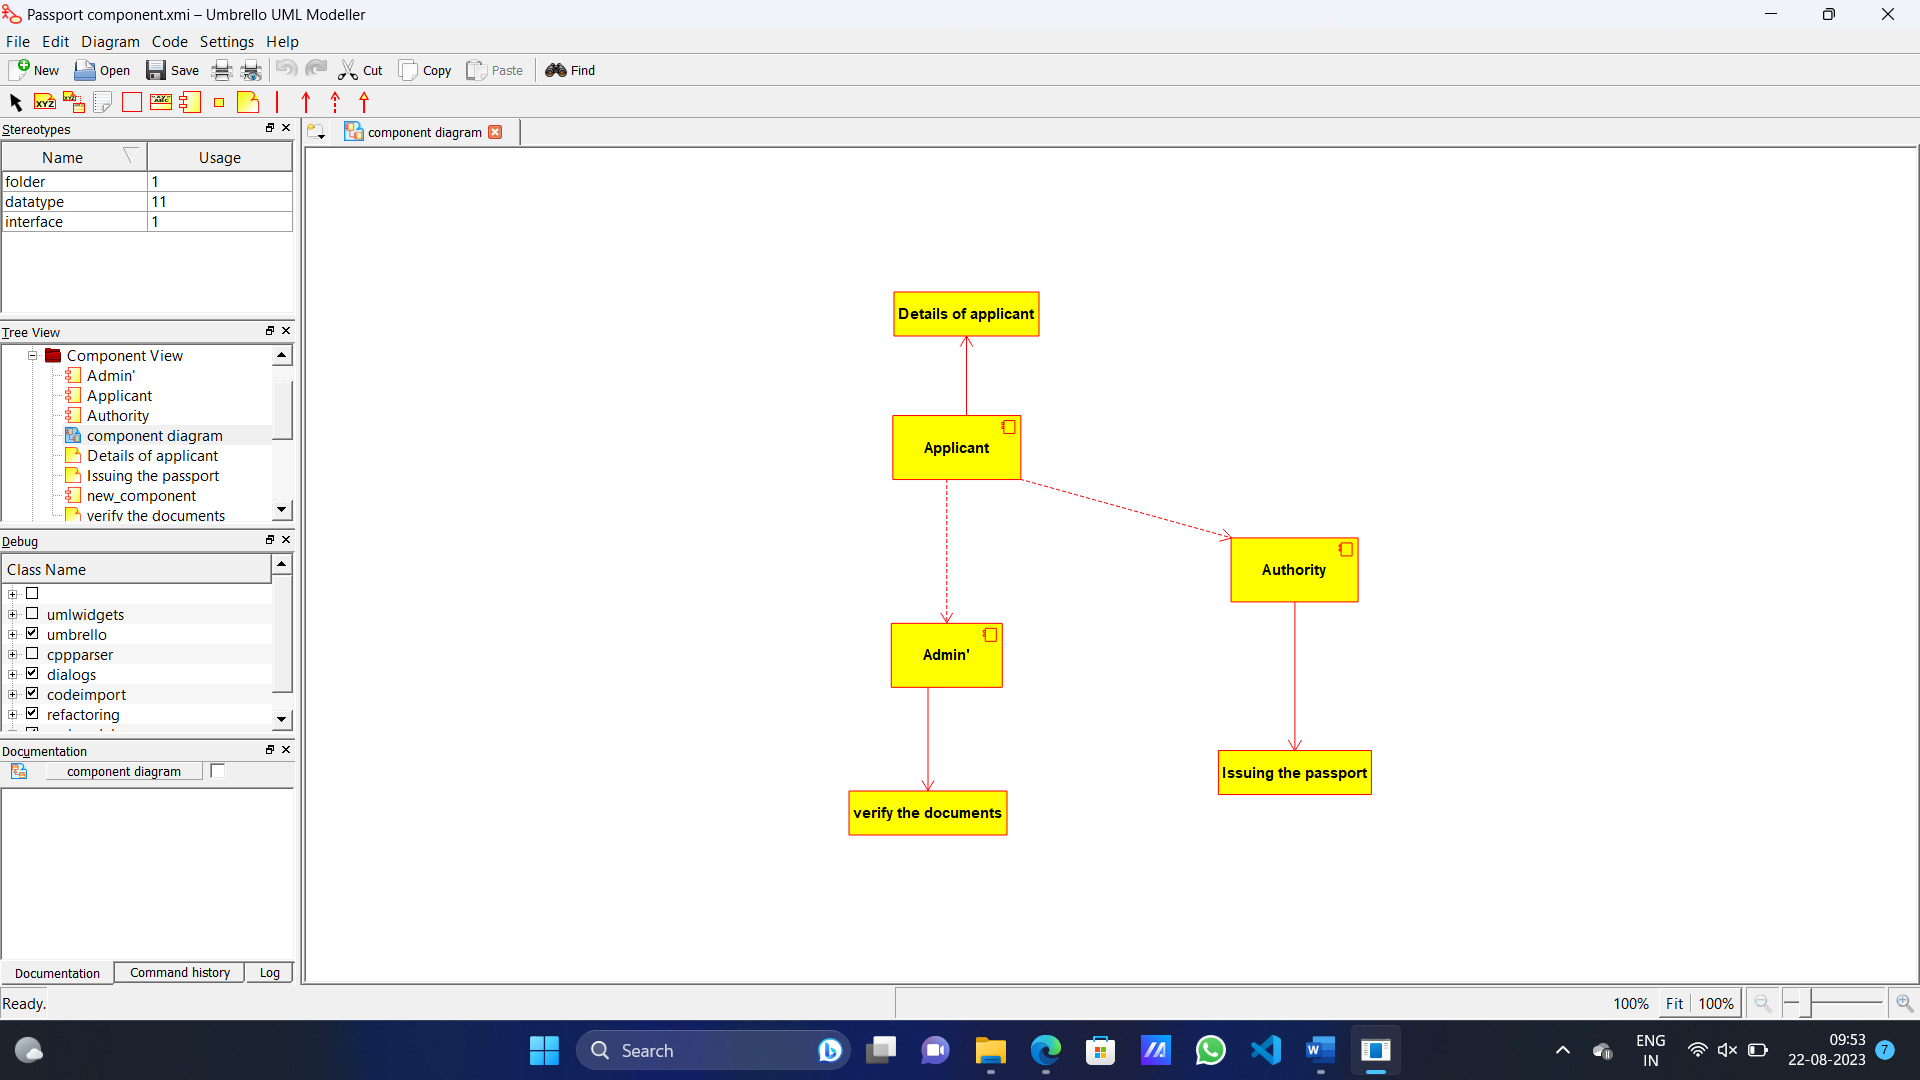 Passport component.xmi – Umbrello UML Modeller
File Edit Diagram Code Settings Help
New Open Save Cut Copy Paste Find
XYZ
Stereotypes
component diagram
Name Usage
folder 1
datatype 11
interface 1
Tree View
Component View
Admin'
Applicant
Authority
component diagram
Details of applicant
Issuing the passport
new_component
verify the documents
Debug
Class Name
umlwidgets
umbrello
cppparser
dialogs
codeimport
refactoring
Documentation
component diagram
Documentation Command history Log
Details of applicant
Applicant
Authority
Admin'
Issuing the passport
verify the documents
Ready.
100% Fit 100%
Search
ENG
IN
09:53
22-08-2023
7